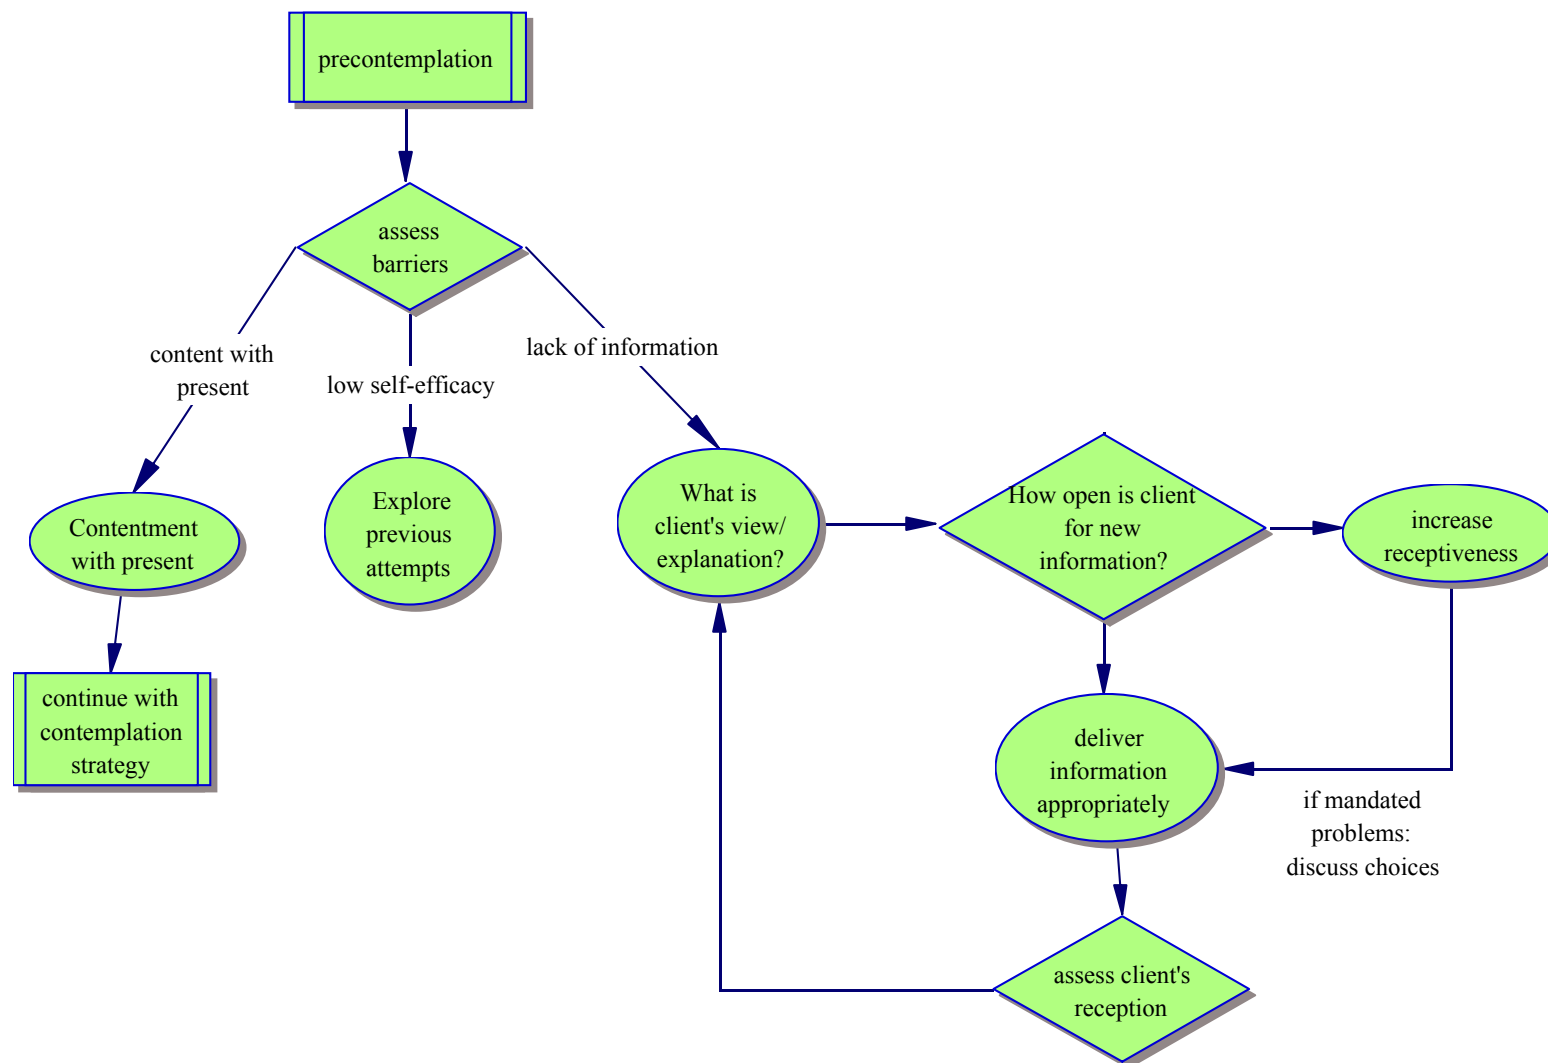 precontemplation
assess
barriers
content with
present
low self-efficacy
lack of information
Contentment
with present
Explore
previous
attempts
What is
client's view/
explanation?
How open is client
for new
information?
increase
receptiveness
continue with
contemplation
strategy
deliver
information
appropriately
if mandated
problems:
discuss choices
assess client's
reception